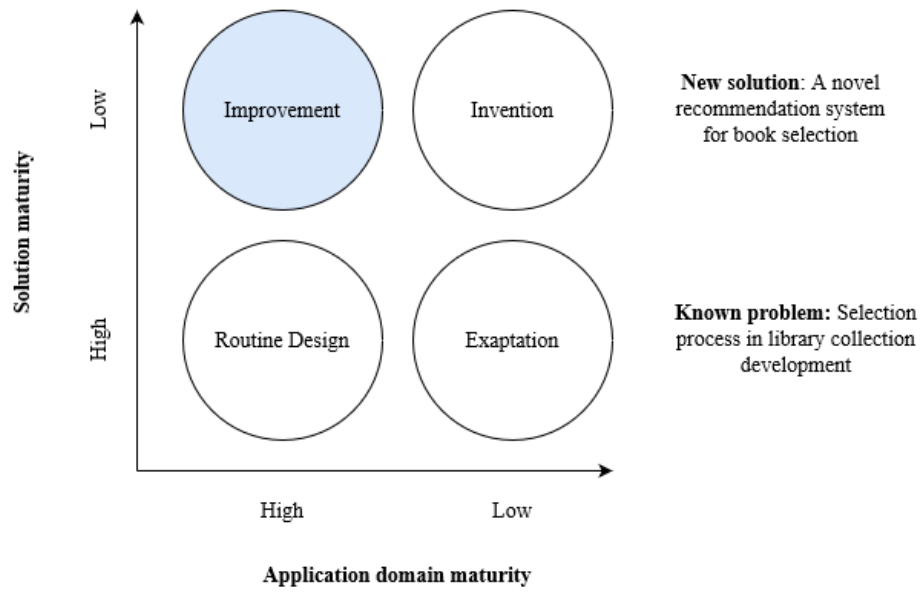 Solution maturity
Low
High
Improvement
Invention
Routine Design
Exaptation
High
Low
Application domain maturity
New solution: A novel
recommendation system
for book selection
Known problem: Selection
process in library collection
development